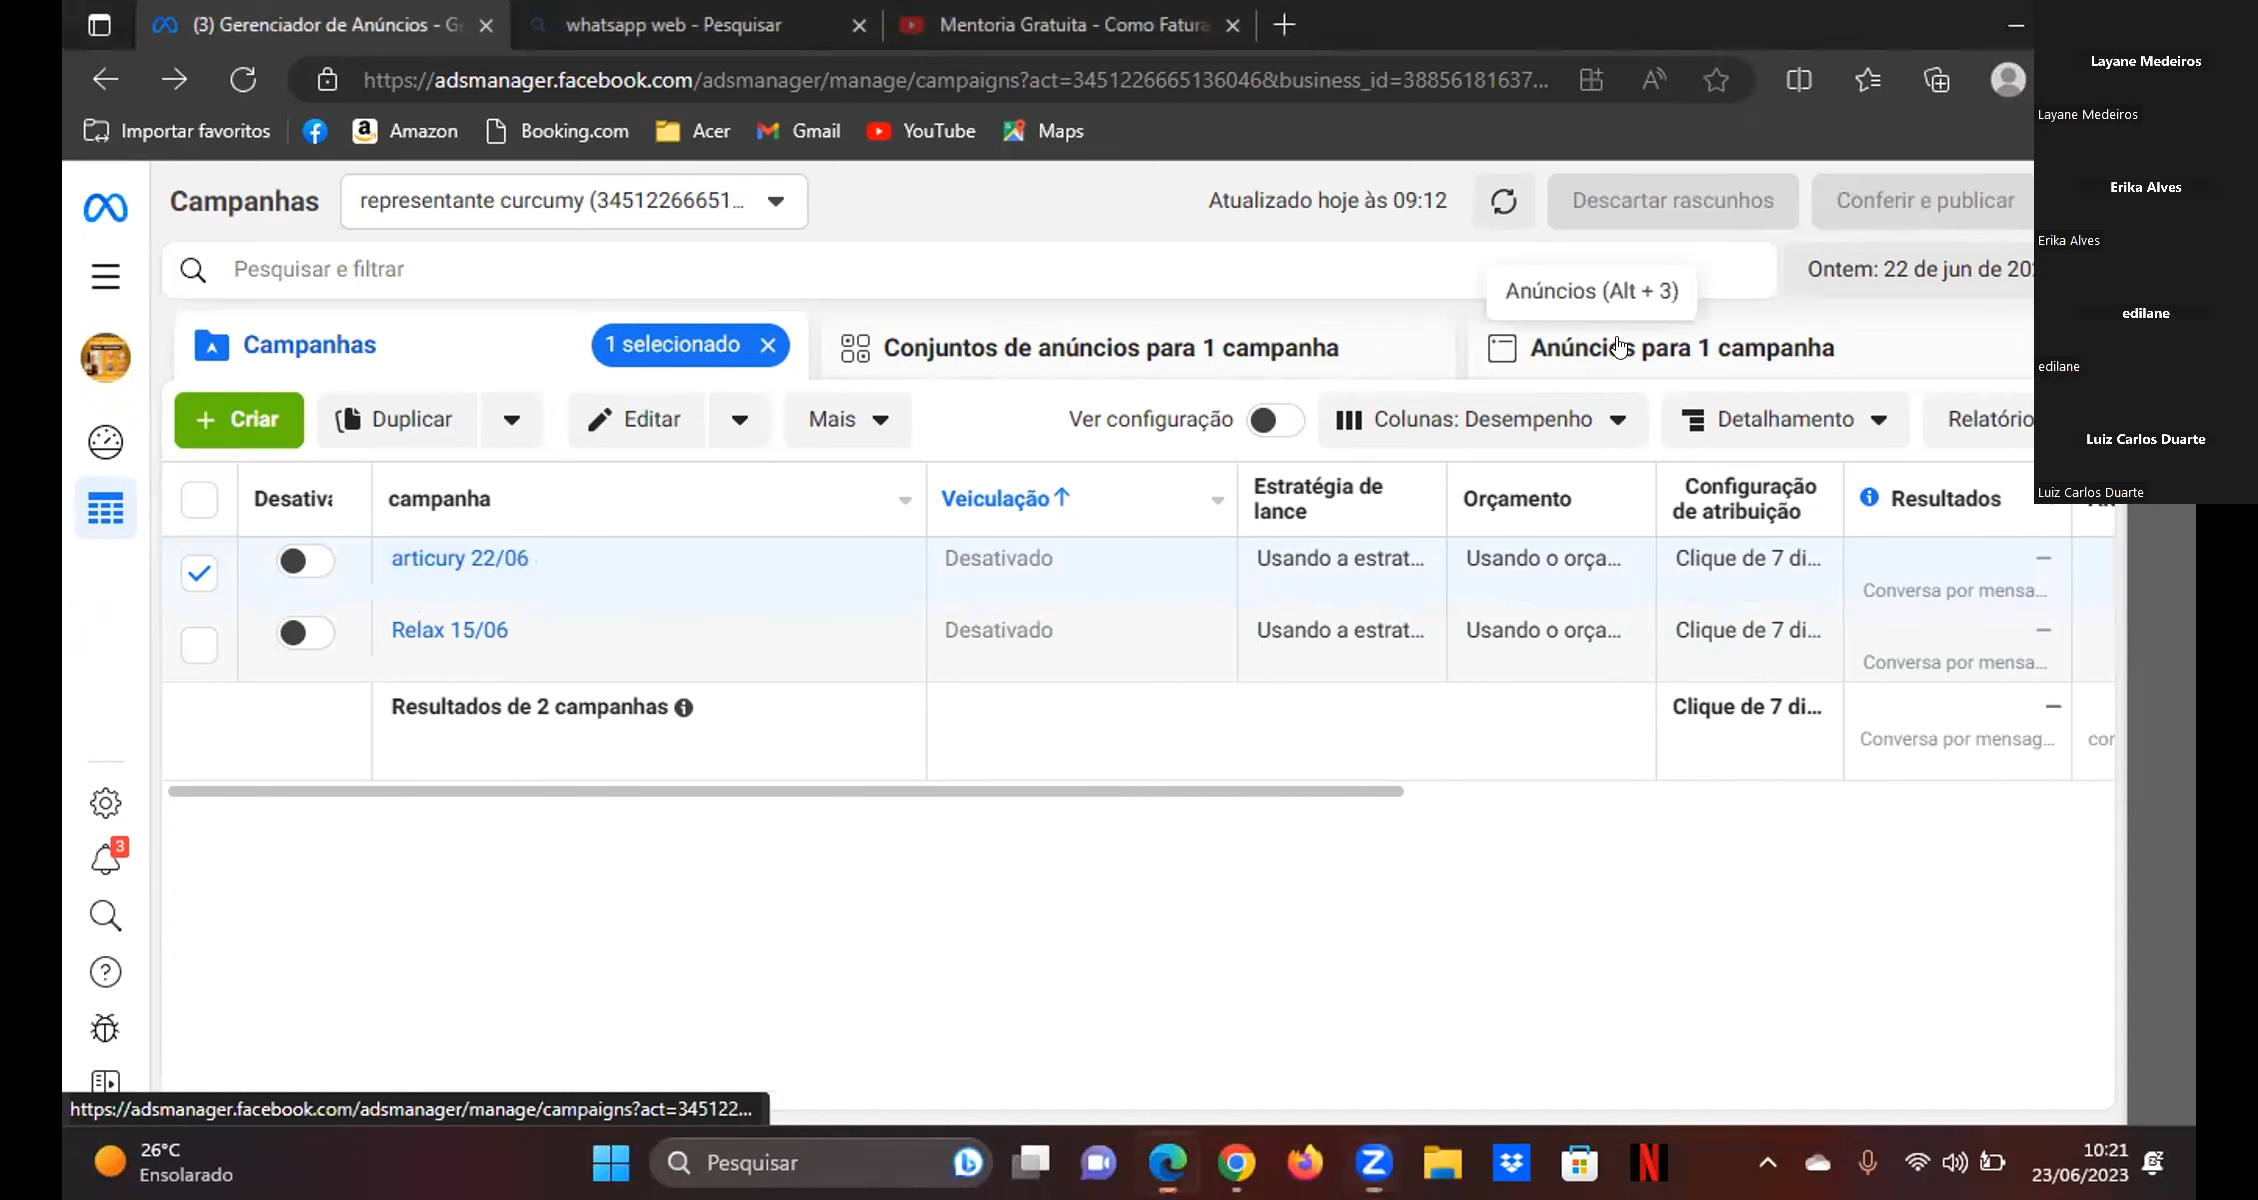 (3) Gerenciador de Anúncios - G
whatsapp web - Pesquisar
Mentoria Gratuita - Como Fatura
https://adsmanager.facebook.com/adsmanager/manage/campaigns?act=3451226665136046&business_id=38856181637...
Importar favoritos
Amazon
Booking.com
Acer
Gmail
YouTube
Maps
Layane Medeiros
Layane Medeiros
Erika Alves
Erika Alves
edilane
edilane
Luiz Carlos Duarte
Luiz Carlos Duarte
Campanhas
representante curcumy (34512266651...
Atualizado hoje às 09:12
Descartar rascunhos
Conferir e publicar
Pesquisar e filtrar
Ontem: 22 de jun de 20
Anúncios (Alt + 3)
Campanhas
1 selecionado
Conjuntos de anúncios para 1 campanha
Anúncios para 1 campanha
+ Criar
Duplicar
Editar
Mais
Ver configuração
Colunas: Desempenho
Detalhamento
Relatório
Desativa
campanha
Veiculação↑
Estratégia de
lance
Orçamento
Configuração
de atribuição
Resultados
articury 22/06
Desativado
Usando a estrat...
Usando o orça...
Clique de 7 di...
—
Conversa por mensa...
Relax 15/06
Desativado
Usando a estrat...
Usando o orça...
Clique de 7 di...
—
Conversa por mensa...
Resultados de 2 campanhas
Clique de 7 di...
—
Conversa por mensag...
cor
3
https://adsmanager.facebook.com/adsmanager/manage/campaigns?act=345122...
26°C
Ensolarado
Pesquisar
10:21
23/06/2023